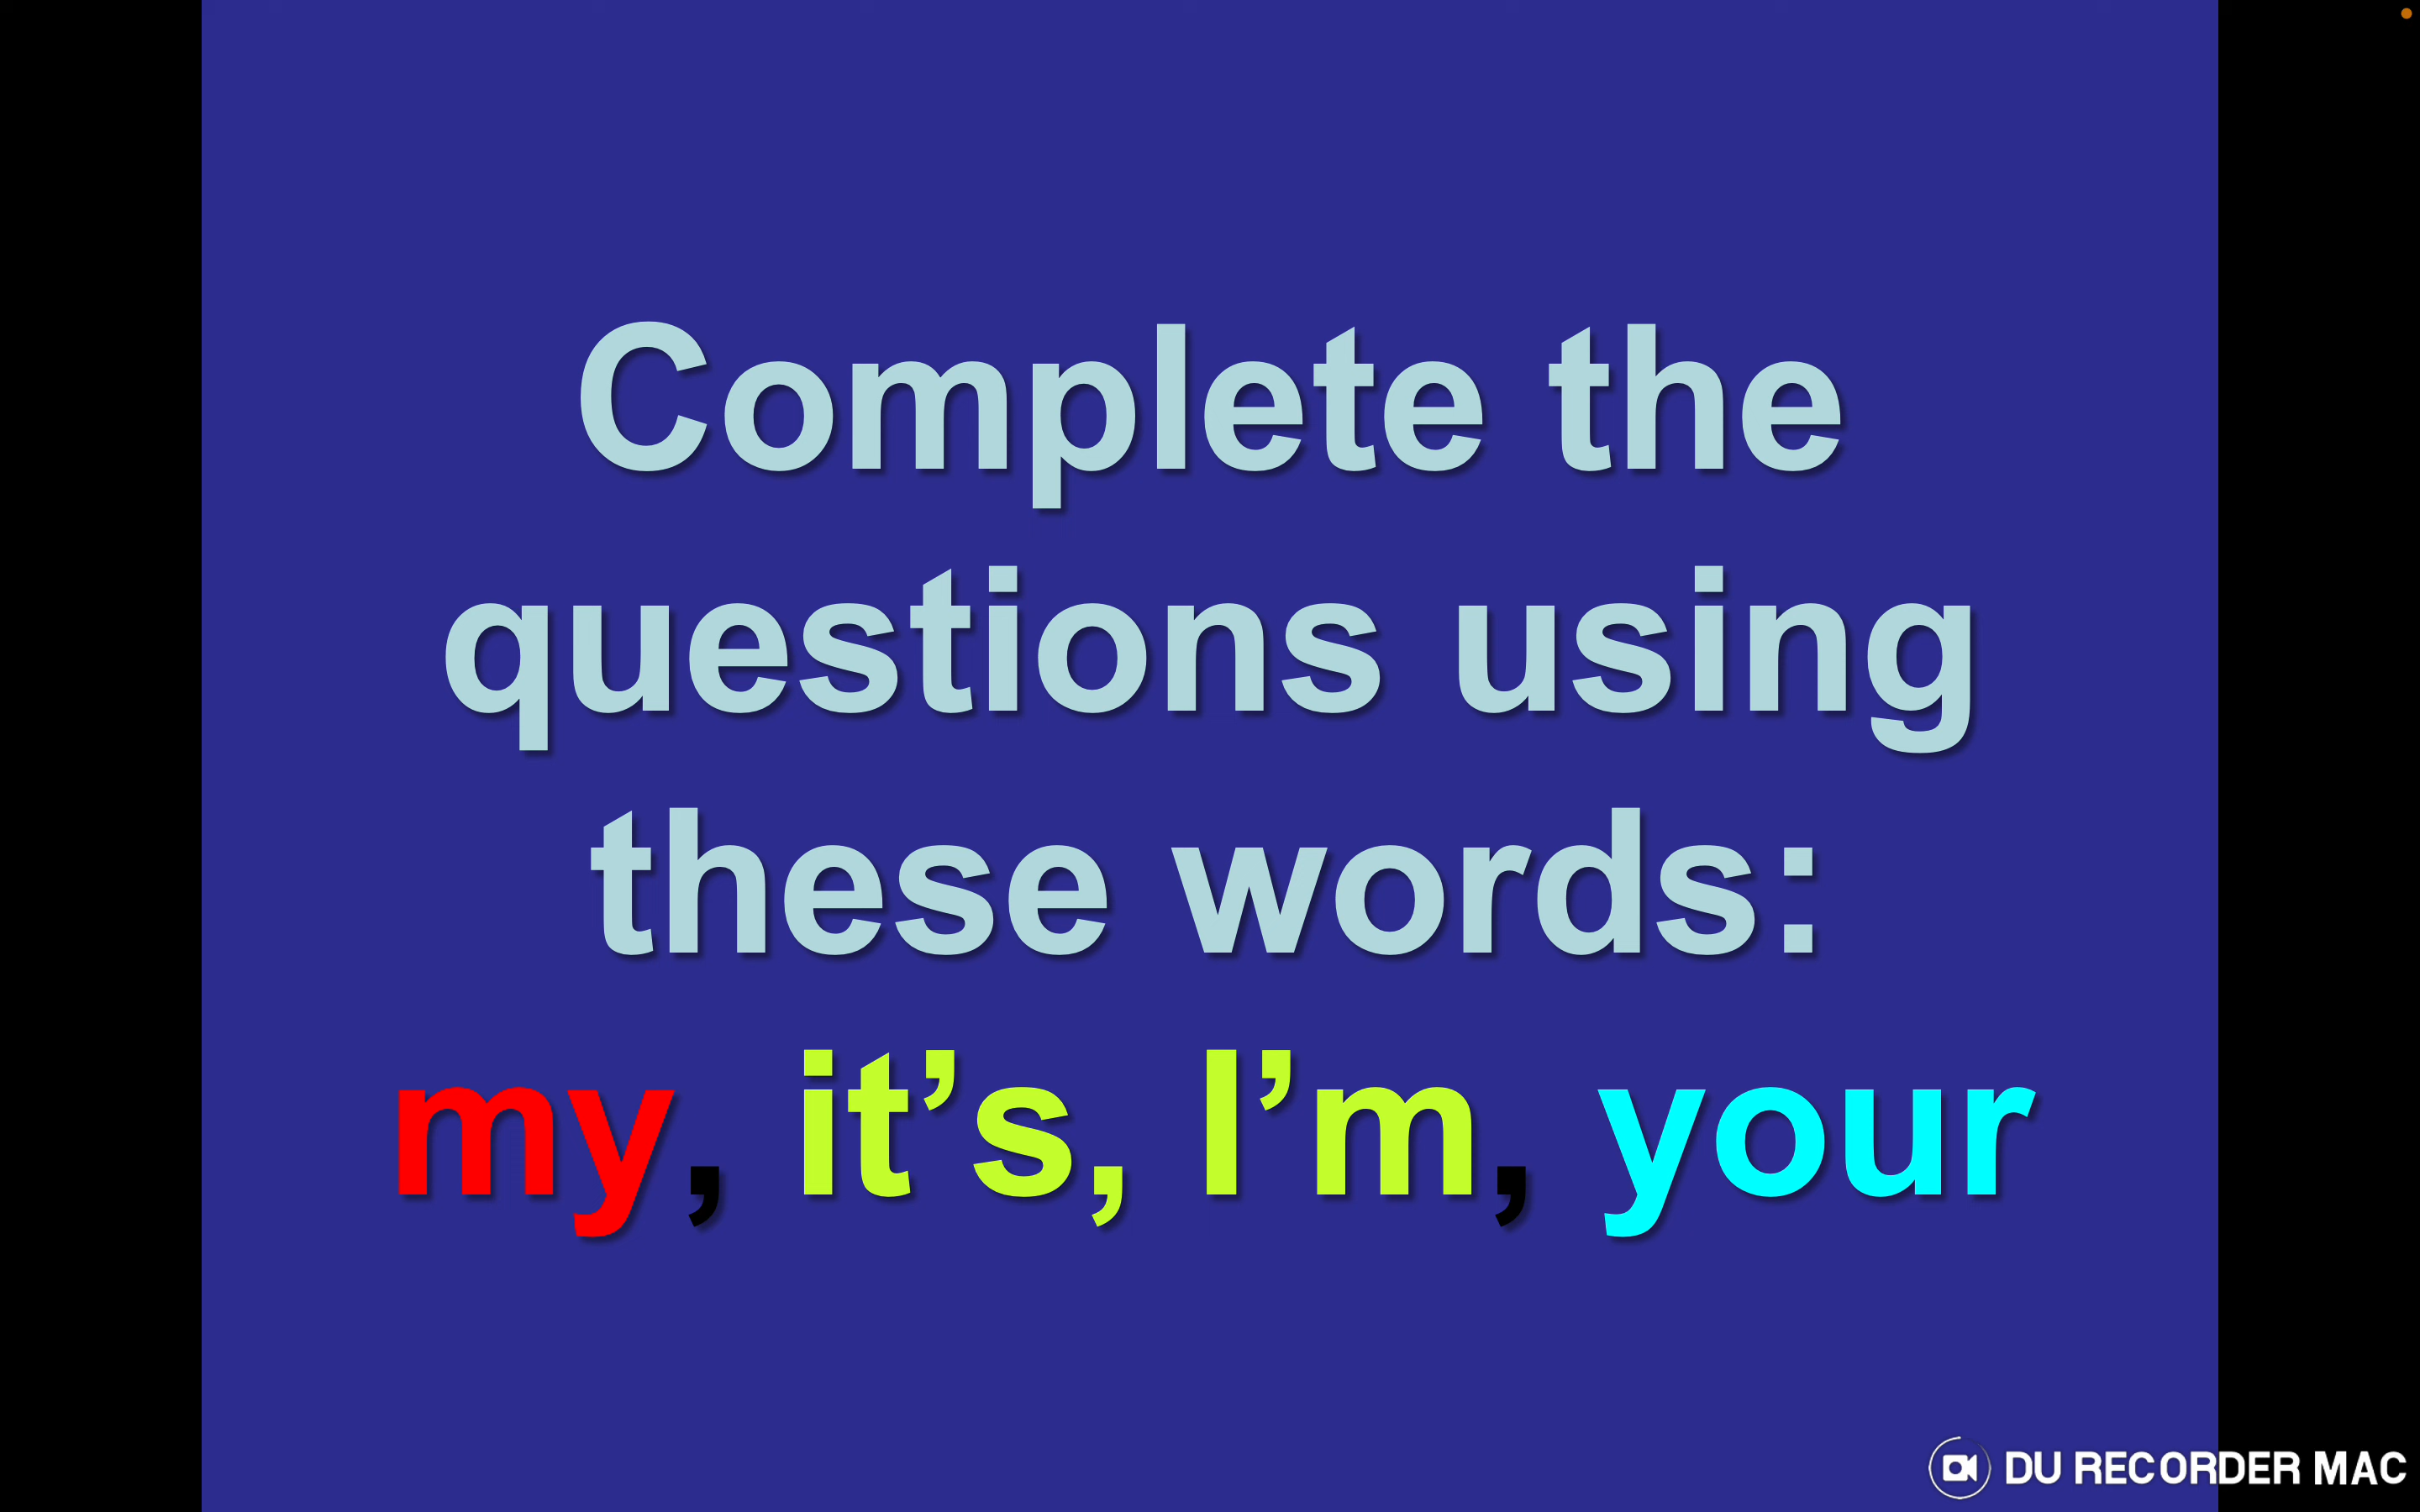 Complete the
questions using
these words:
my, it’s, I’m, your
DU RECORDER MAC